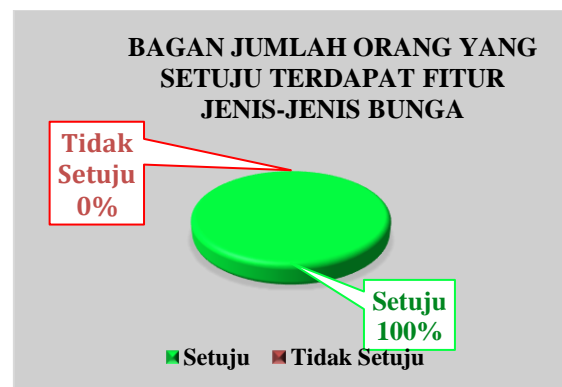 BAGAN JUMLAH ORANG YANG
SETUJU TERDAPAT FITUR
JENIS-JENIS BUNGA
Tidak
Setuju
0%
Setuju
100%
Setuju Tidak Setuju